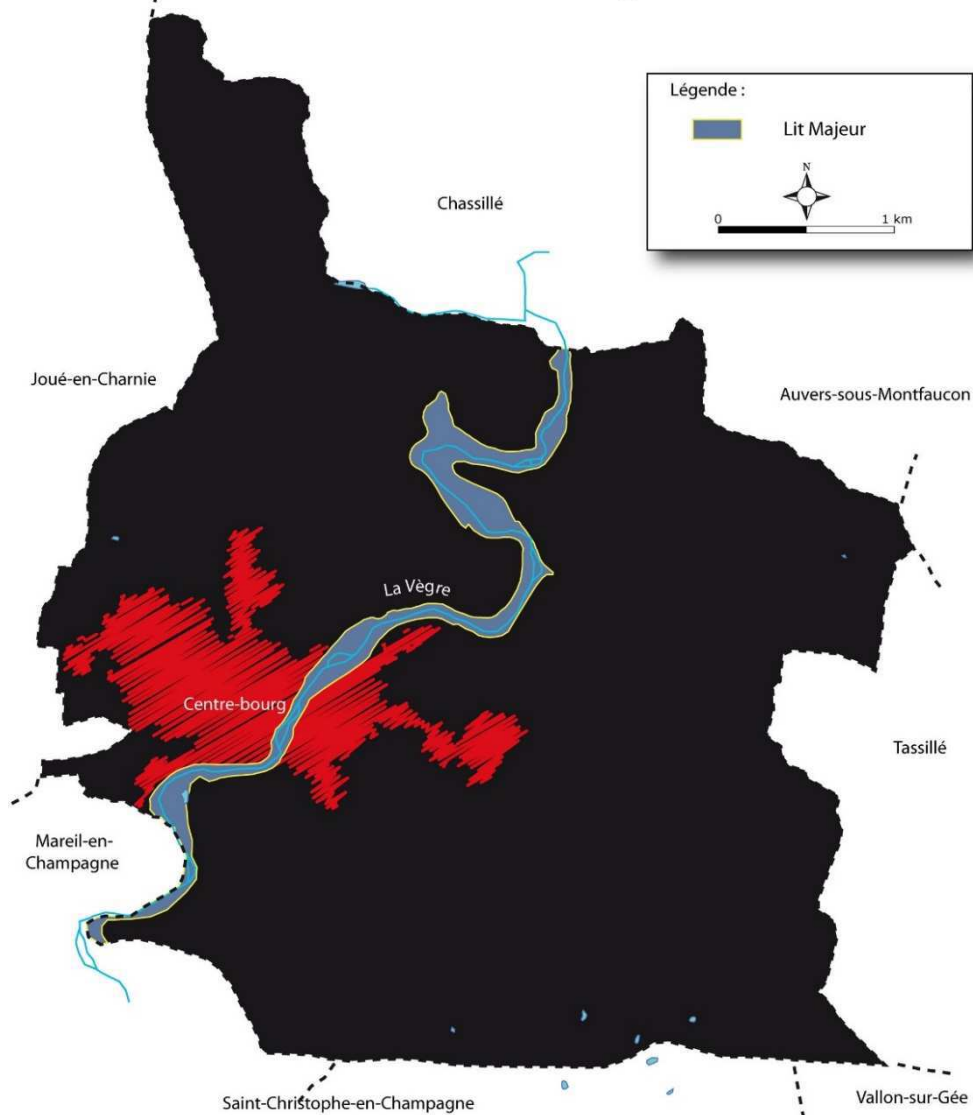 Légende :
Lit Majeur
N
0 1 km
Chassillé
Joué-en-Charnie
Auvers-sous-Montfaucon
La Vègre
Centre-bourg
Tassillé
Mareil-en-
Champagne
Saint-Christophe-en-Champagne
Vallon-sur-Gée